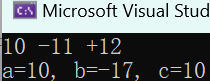 Microsoft Visual Stud
10 -11 +12
a=10, b=-17, c=10